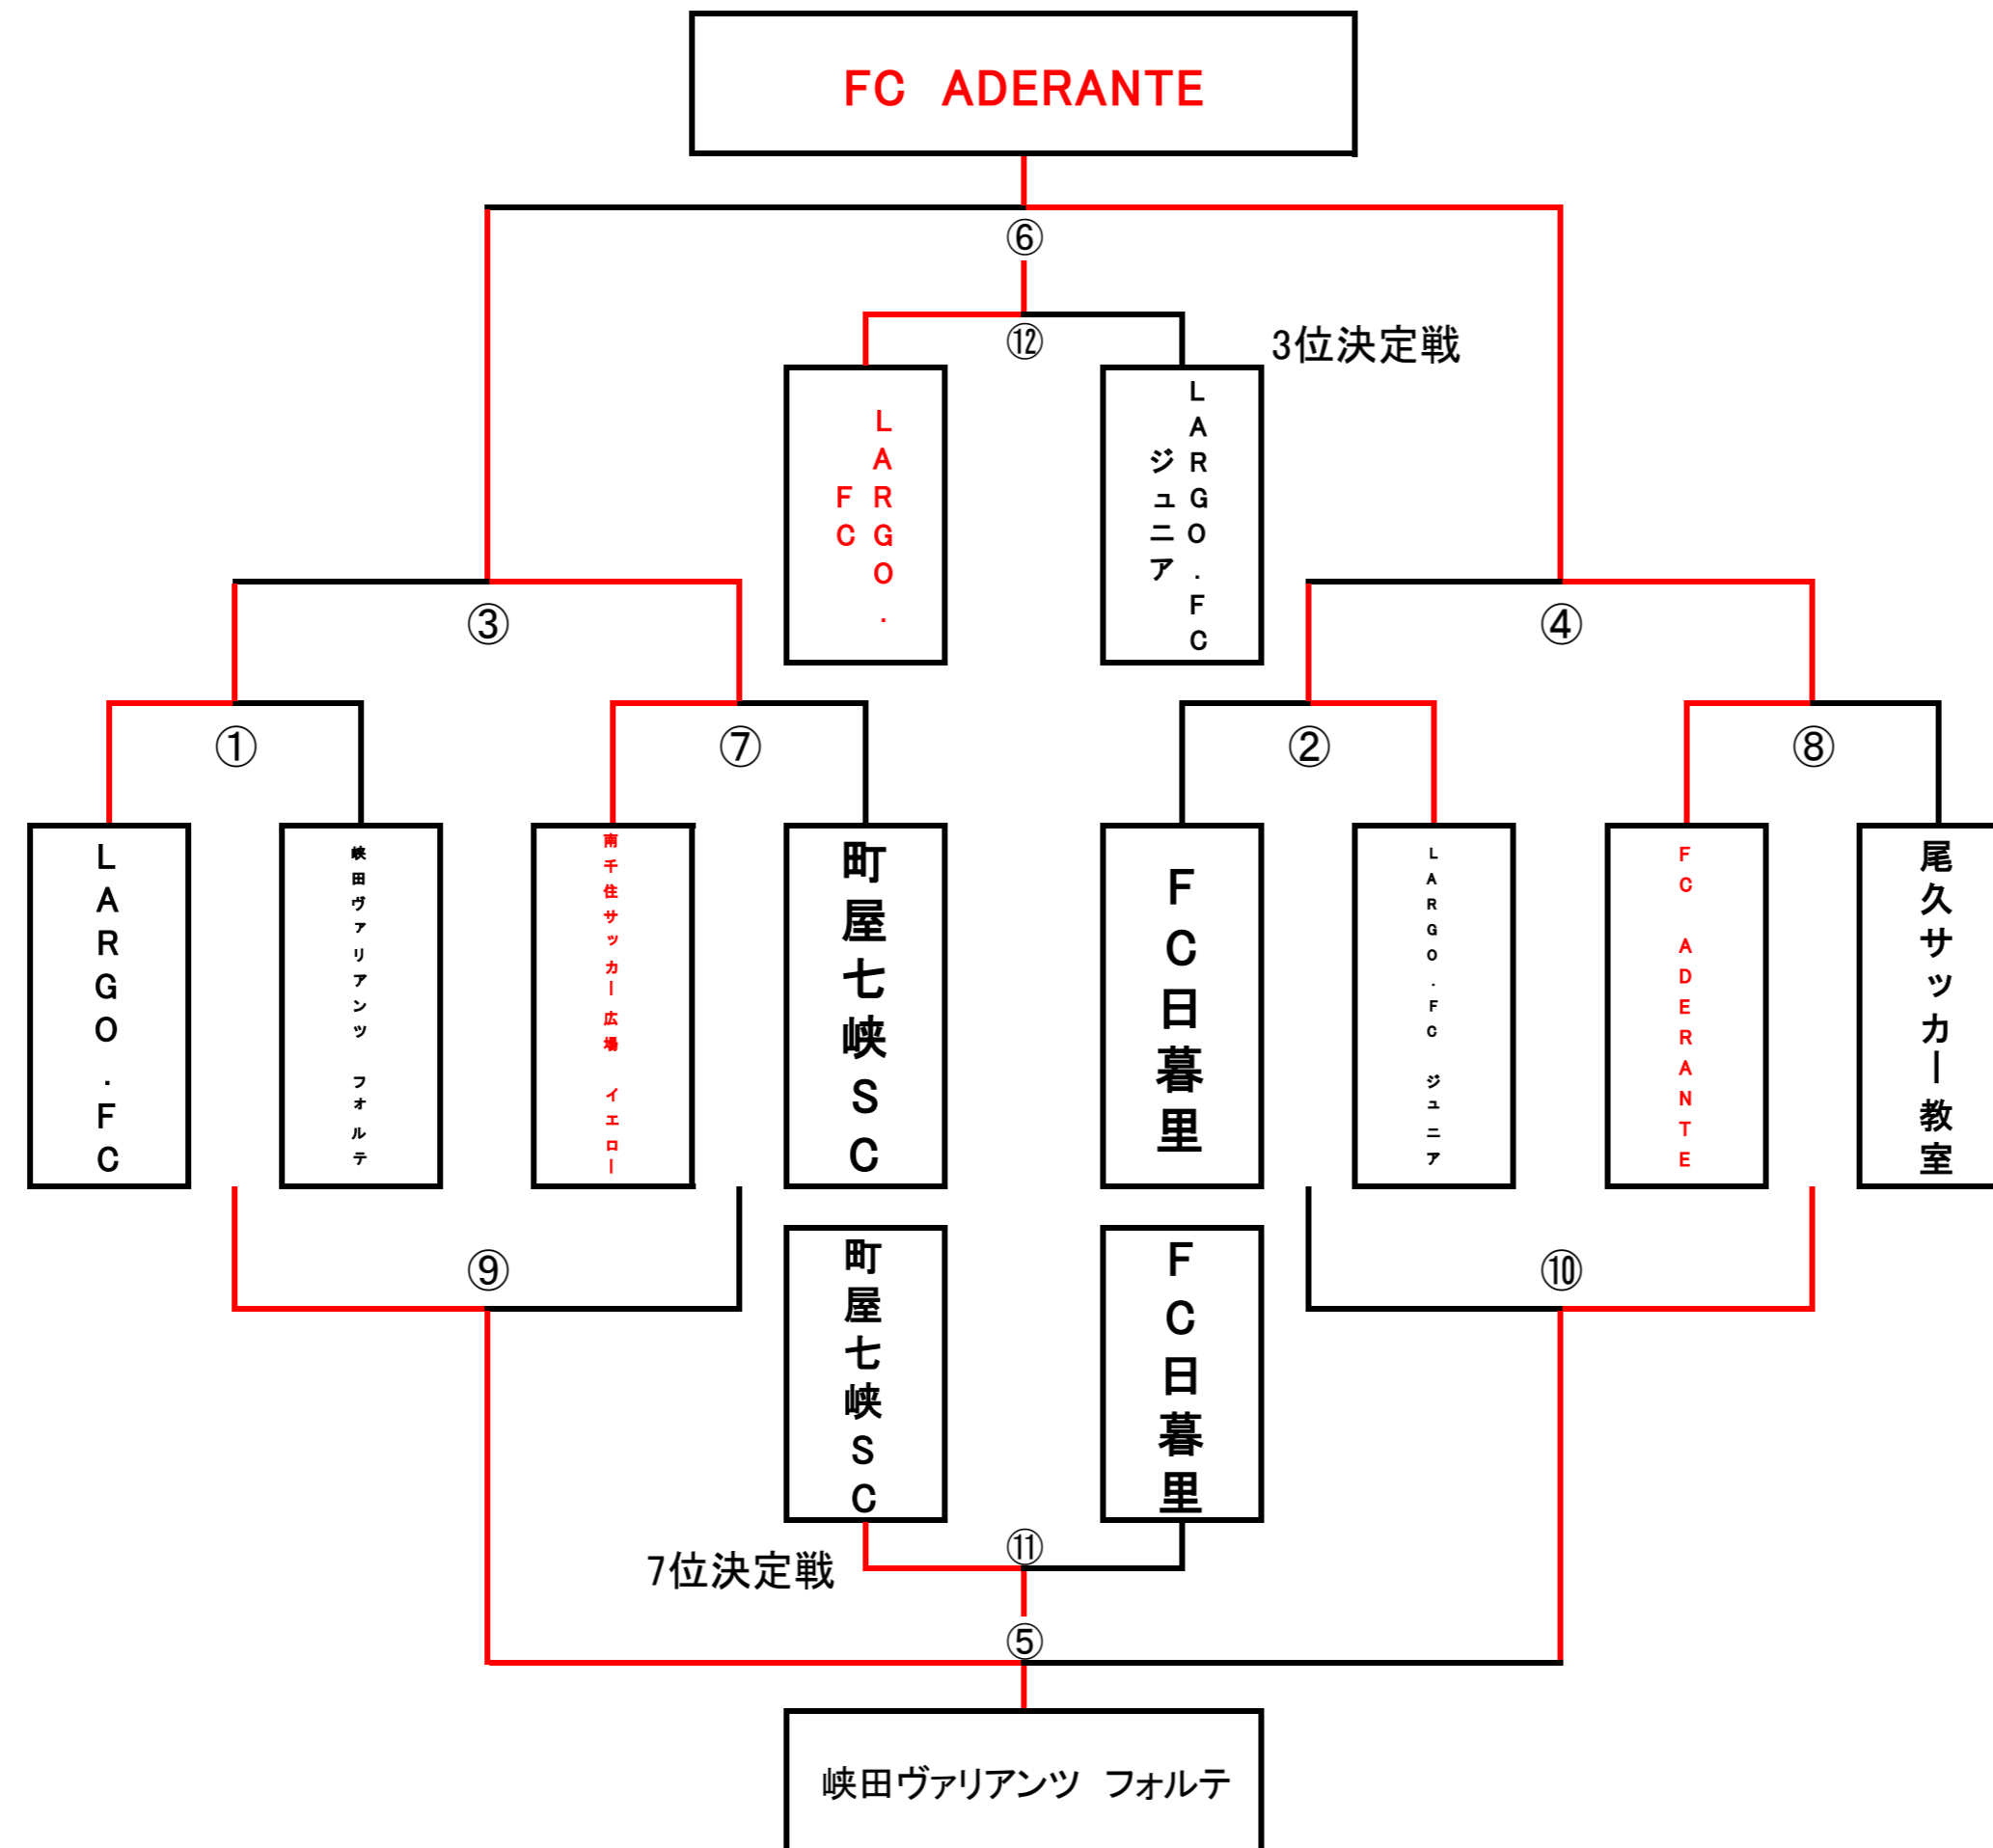 FC ADERANTE
⑥
⑫
3位決定戦
LARGO.
FC
LARGO.FC
ジュニア
③
④
①
⑦
②
⑧
LARGO.FC
峡田ヴァリアンツ フォルテ
南千住サッカー広場 イエロー
町屋七峡SC
FC日暮里
LARGO.FC ジュニア
FC ADERANTE
尾久サッカー教室
⑨
⑩
町屋七峡SC
FC日暮里
7位決定戦
⑪
⑤
峡田ヴァリアンツ フォルテ